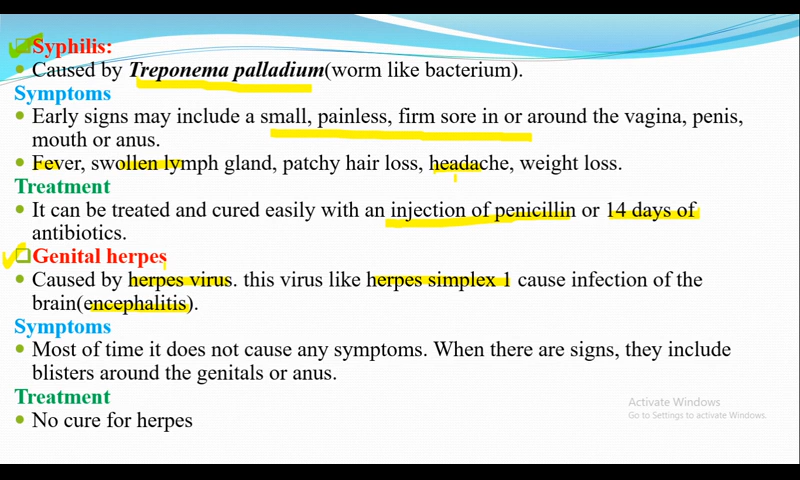 Syphilis:
Caused by Treponema palladium(worm like bacterium).
Symptoms
Early signs may include a small, painless, firm sore in or around the vagina, penis,
mouth or anus.
Fever, swollen lymph gland, patchy hair loss, headache, weight loss.
Treatment
It can be treated and cured easily with an injection of penicillin or 14 days of
antibiotics.
Genital herpes
Caused by herpes virus. this virus like herpes simplex 1 cause infection of the
brain(encephalitis).
Symptoms
Most of time it does not cause any symptoms. When there are signs, they include
blisters around the genitals or anus.
Treatment
No cure for herpes
Activate Windows
Go to Settings to activate Windows.